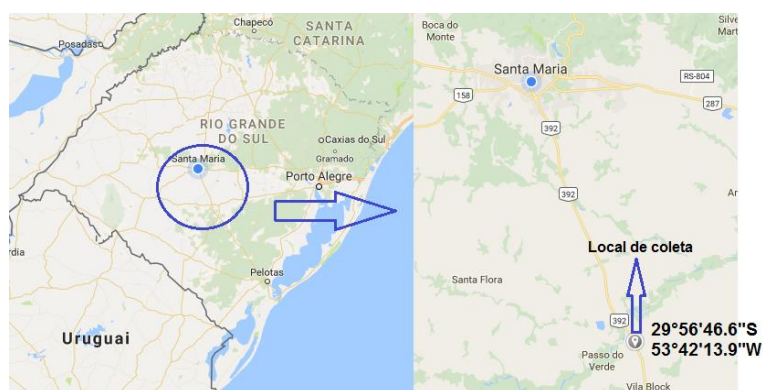 Chapecó
SANTA
CATARINA
Posadas
RIO GRANDE
DO SUL
Caxias do Sul
Santa Maria
Gramado
Porto Alegre
Pelotas
Uruguai
Boca do
Monte
Santa Maria
RS-804
158
287
392
392
Local de coleta
Santa Flora
392
29°56'46.6"S
53°42'13.9"W
Passo do
Verde
Vila Block